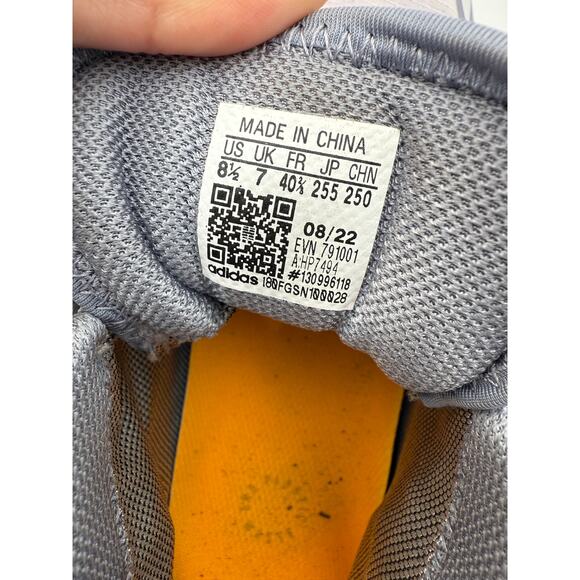 MADE IN CHINA
US UK FR JP CHN
8½ 7 40⅔ 255 250
08/22
EVN 791001
A:HP7494
#130996118
adidas 180FGSN100028